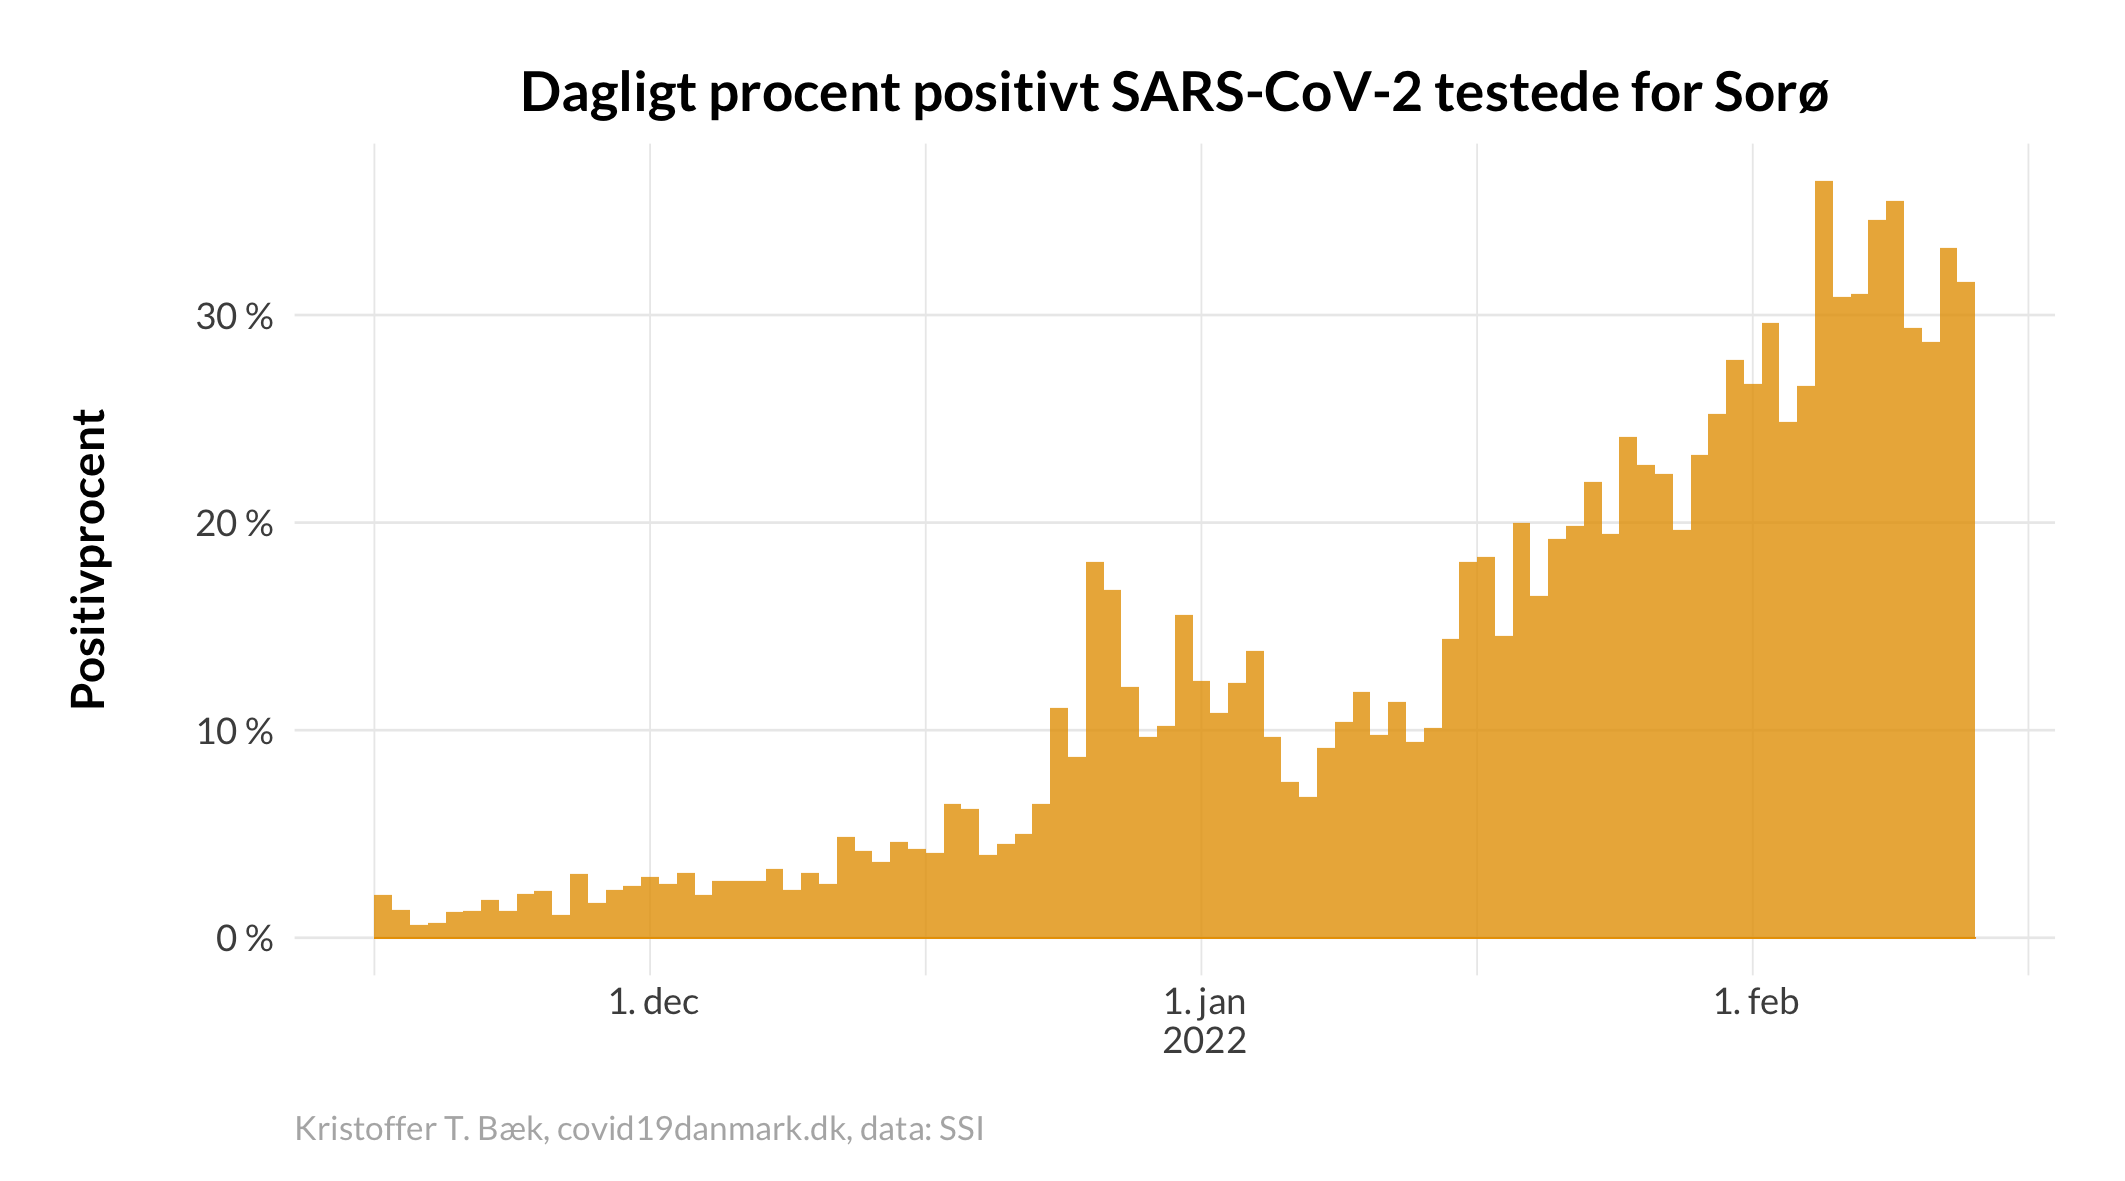 Dagligt procent positivt SARS-CoV-2 testede for Sorø
Positivprocent
30 %
20 %
10 %
0 %
1. dec
1. jan
2022
1. feb
Kristoffer T. Bæk, covid19danmark.dk, data: SSI